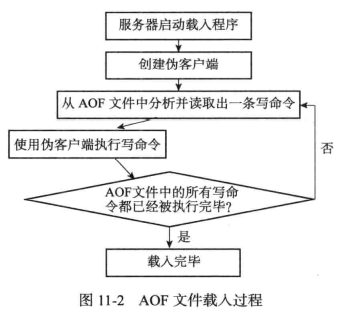 服务器启动载入程序
创建伪客户端
从 AOF 文件中分析并读取出一条写命令
使用伪客户端执行写命令
否
AOF文件中的所有写命
令都已经被执行完毕?
是
载入完毕
图 11-2 AOF 文件载入过程